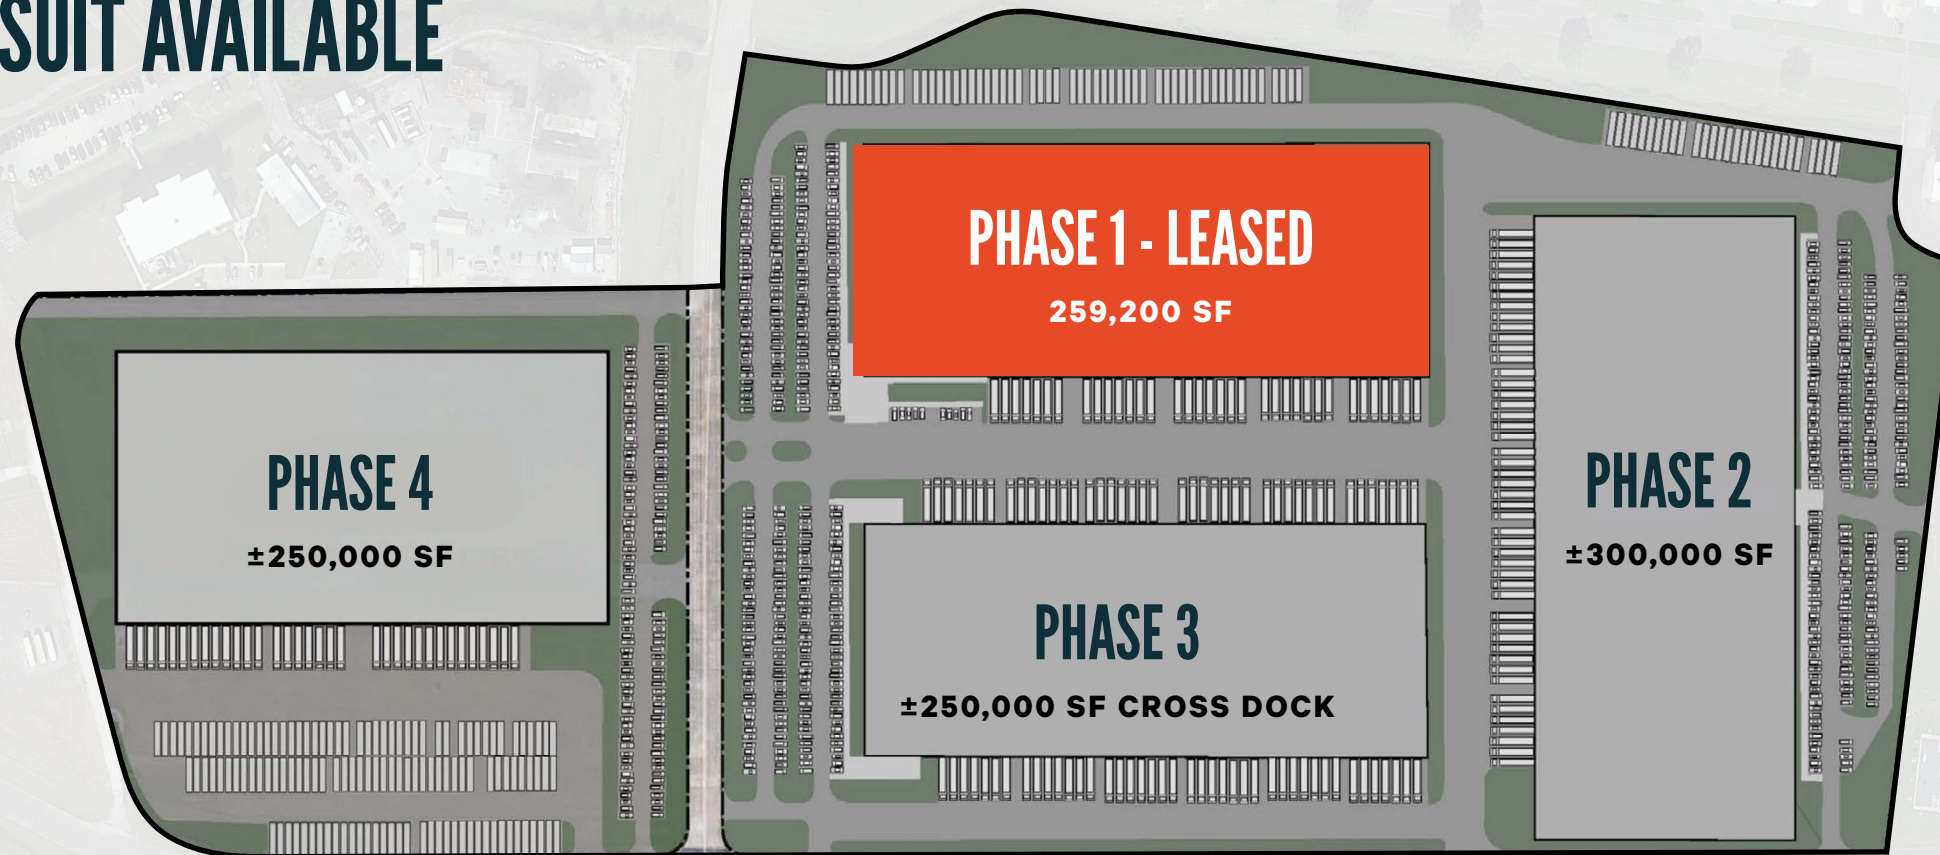 SUIT AVAILABLE
PHASE 1 - LEASED
259,200 SF
PHASE 4
±250,000 SF
PHASE 2
±300,000 SF
PHASE 3
±250,000 SF CROSS DOCK